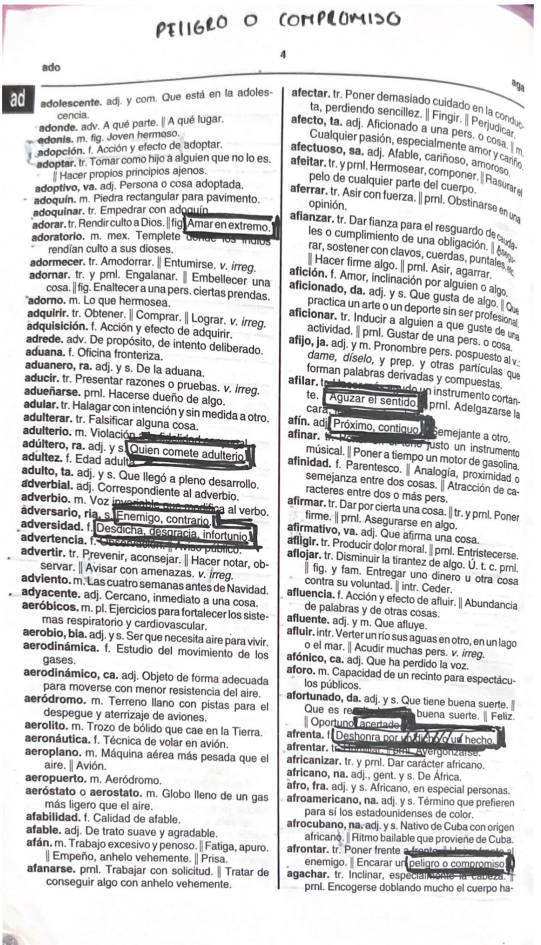 PELIGRO O COMPROMISO
4
ado
aga
ad
adolescente. adj. y com. Que está en la adoles-
cencia.
adonde. adv. A qué parte. || A qué lugar.
adonis. m. fig. Joven hermoso.
adopción. f. Acción y efecto de adoptar.
adoptar. tr. Tomar como hijo a alguien que no lo es.
|| Hacer propios principios ajenos.
adoptivo, va. adj. Persona o cosa adoptada.
adoquín. m. Piedra rectangular para pavimento.
adoquinar. tr. Empedrar con adoquín.
adorar. tr. Rendir culto a Dios. || fig. Amar en extremo.
adoratorio. m. mex. Templete donde los indios
rendían culto a sus dioses.
adormecer. tr. Amodorrar. || Entumirse. v. irreg.
adornar. tr. y prnl. Engalanar. || Embellecer una
cosa. || fig. Enaltecer a una pers. ciertas prendas.
adorno. m. Lo que hermosea.
adquirir. tr. Obtener. || Comprar. || Lograr. v. irreg.
adquisición. f. Acción y efecto de adquirir.
adrede. adv. De propósito, de intento deliberado.
aduana. f. Oficina fronteriza.
aduanero, ra. adj. y s. De la aduana.
aducir. tr. Presentar razones o pruebas. v. irreg.
adueñarse. prnl. Hacerse dueño de algo.
adular. tr. Halagar con intención y sin medida a otro.
adulterar. tr. Falsificar alguna cosa.
adulterio. m. Violación
adúltero, ra. adj. y s. Quien comete adulterio.
adultez. f. Edad adulta
adulto, ta. adj. y s. Que llegó a pleno desarrollo.
adverbial. adj. Correspondiente al adverbio.
adverbio. m. Voz invariable que modifica al verbo.
adversario, ria. s. Enemigo, contrario.
adversidad. f. Desdicha, desgracia, infortunio.
advertencia. f. Observación. || Aviso público.
advertir. tr. Prevenir, aconsejar. || Hacer notar, ob-
servar. || Avisar con amenazas. v. irreg.
adviento. m. Las cuatro semanas antes de Navidad.
adyacente. adj. Cercano, inmediato a una cosa.
aeróbicos. m. pl. Ejercicios para fortalecer los siste-
mas respiratorio y cardiovascular.
aerobio, bia. adj. y s. Ser que necesita aire para vivir.
aerodinámica. f. Estudio del movimiento de los
gases.
aerodinámico, ca. adj. Objeto de forma adecuada
para moverse con menor resistencia del aire.
aeródromo. m. Terreno llano con pistas para el
despegue y aterrizaje de aviones.
aerolito. m. Trozo de bólido que cae en la Tierra.
aeronáutica. f. Técnica de volar en avión.
aeroplano. m. Máquina aérea más pesada que el
aire. || Avión.
aeropuerto. m. Aeródromo.
aeróstato o aerostato. m. Globo lleno de un gas
más ligero que el aire.
afabilidad. f. Calidad de afable.
afable. adj. De trato suave y agradable.
afán. m. Trabajo excesivo y penoso. || Fatiga, apuro.
|| Empeño, anhelo vehemente. || Prisa.
afanarse. prnl. Trabajar con solicitud. || Tratar de
conseguir algo con anhelo vehemente.
afectar. tr. Poner demasiado cuidado en la conduc-
ta, perdiendo sencillez. || Fingir. || Perjudicar.
afecto, ta. adj. Aficionado a una pers. o cosa. || m.
Cualquier pasión, especialmente amor y cariño.
afectuoso, sa. adj. Afable, cariñoso, amoroso.
afeitar. tr. y prnl. Hermosear, componer. || Rasurar el
pelo de cualquier parte del cuerpo.
aferrar. tr. Asir con fuerza. || prnl. Obstinarse en una
opinión.
afianzar. tr. Dar fianza para el resguardo de cauda-
les o cumplimiento de una obligación. || Asegu-
rar, sostener con clavos, cuerdas, puntales, etc.
|| Hacer firme algo. || prnl. Asir, agarrar.
afición. f. Amor, inclinación por alguien o algo.
aficionado, da. adj. y s. Que gusta de algo. || Que
practica un arte o un deporte sin ser profesional.
aficionar. tr. Inducir a alguien a que guste de una
actividad. || prnl. Gustar de una pers. o cosa.
afijo, ja. adj. y m. Pronombre pers. pospuesto al v.:
dame, díselo, y prep. y otras partículas que
forman palabras derivadas y compuestas.
afilar. tr. un instrumento cortan-
te. Aguzar el sentido prnl. Adelgazarse la
cara,
afín. adj. Próximo, contiguo Semejante a otro.
afinar. justo un instrumento
músical. || Poner a tiempo un motor de gasolina.
afinidad. f. Parentesco. || Analogía, proximidad o
semejanza entre dos cosas. || Atracción de ca-
racteres entre dos o más pers.
afirmar. tr. Dar por cierta una cosa. || tr. y prnl. Poner
firme. || prnl. Asegurarse en algo.
afirmativo, va. adj. Que afirma una cosa.
afligir. tr. Producir dolor moral. || prnl. Entristecerse.
aflojar. tr. Disminuir la tirantez de algo. Ú. t. c. prnl.
|| fig. y fam. Entregar uno dinero u otra cosa
contra su voluntad. || intr. Ceder.
afluencia. f. Acción y efecto de afluir. || Abundancia
de palabras y de otras cosas.
afluente. adj. y m. Que afluye.
afluir. intr. Verter un río sus aguas en otro, en un lago
o el mar. || Acudir muchas pers. v. irreg.
afónico, ca. adj. Que ha perdido la voz.
aforo. m. Capacidad de un recinto para espectácu-
los públicos.
afortunado, da. adj. y s. Que tiene buena suerte. ||
Que es buena suerte. || Feliz.
|| Oportuno, acertado
afrenta. f. Deshonra por un dicho o un hecho.
afrentar. || prnl. Avergonzarse.
africanizar. tr. y prnl. Dar carácter africano.
africano, na. adj., gent. y s. De África.
afro, fra. adj. y s. Africano, en especial personas.
afroamericano, na. adj. y s. Término que prefieren
para sí los estadounidenses de color.
afrocubano, na. adj. y s. Nativo de Cuba con origen
africano. || Ritmo bailable que proviene de Cuba.
afrontar. tr. Poner frente a frente. || Hacer frente al
enemigo. || Encarar un peligro o compromiso
agachar. tr. Inclinar, especialmente la cabeza. ||
prnl. Encogerse doblando mucho el cuerpo ha-